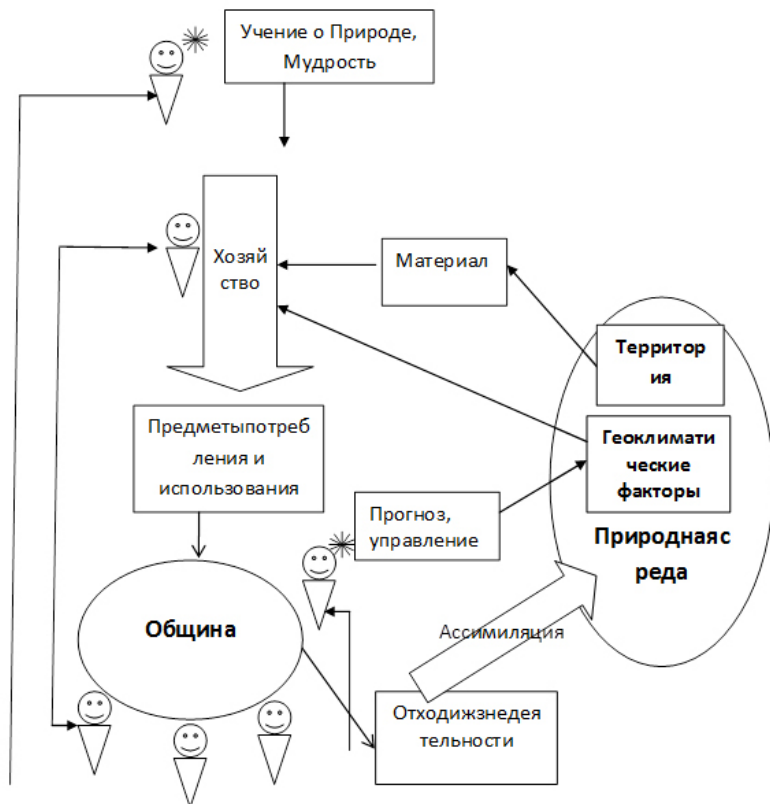 Учение о Природе,
Мудрость
Хозяй
ство
Материал
Территор
ия
Предметыпотреб
ления и
использования
Геоклимати
ческие
факторы
Прогноз,
управление
Природнаяс
реда
Община
Ассимиляция
Отходижзнедея
тельности